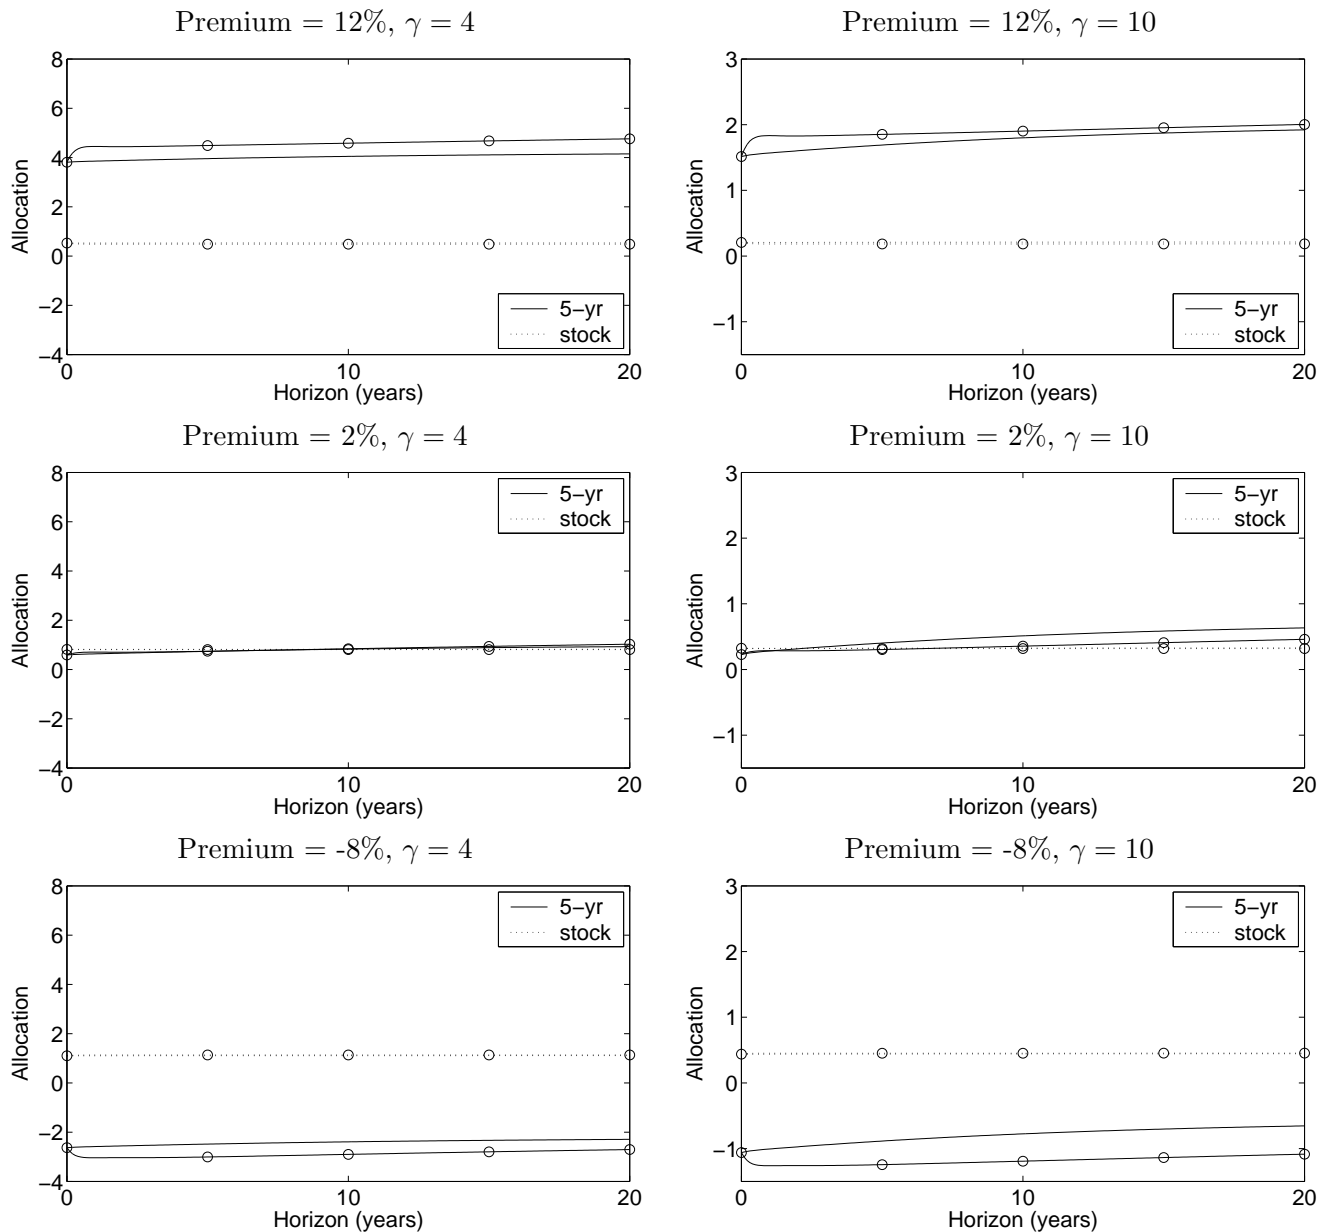 Premium = 12%, γ = 4
8
6
4
2
0
−2
−4
Allocation
5−yr
stock
0
10
20
Horizon (years)
Premium = 12%, γ = 10
3
2
1
0
−1
Allocation
5−yr
stock
0
10
20
Horizon (years)
Premium = 2%, γ = 4
8
6
4
2
0
−2
−4
Allocation
5−yr
stock
0
10
20
Horizon (years)
Premium = 2%, γ = 10
3
2
1
0
−1
Allocation
5−yr
stock
0
10
20
Horizon (years)
Premium = -8%, γ = 4
8
6
4
2
0
−2
−4
Allocation
5−yr
stock
0
10
20
Horizon (years)
Premium = -8%, γ = 10
3
2
1
0
−1
Allocation
5−yr
stock
0
10
20
Horizon (years)